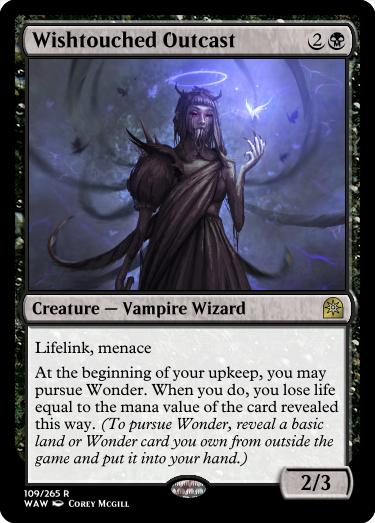 Wishtouched Outcast 2
Creature — Vampire Wizard
Lifelink, menace
At the beginning of your upkeep, you may
pursue Wonder. When you do, you lose life
equal to the mana value of the card revealed
this way. (To pursue Wonder, reveal a basic
land or Wonder card you own from outside the
game and put it into your hand.)
2/3
109/265 R
WAW Corey Mcgill